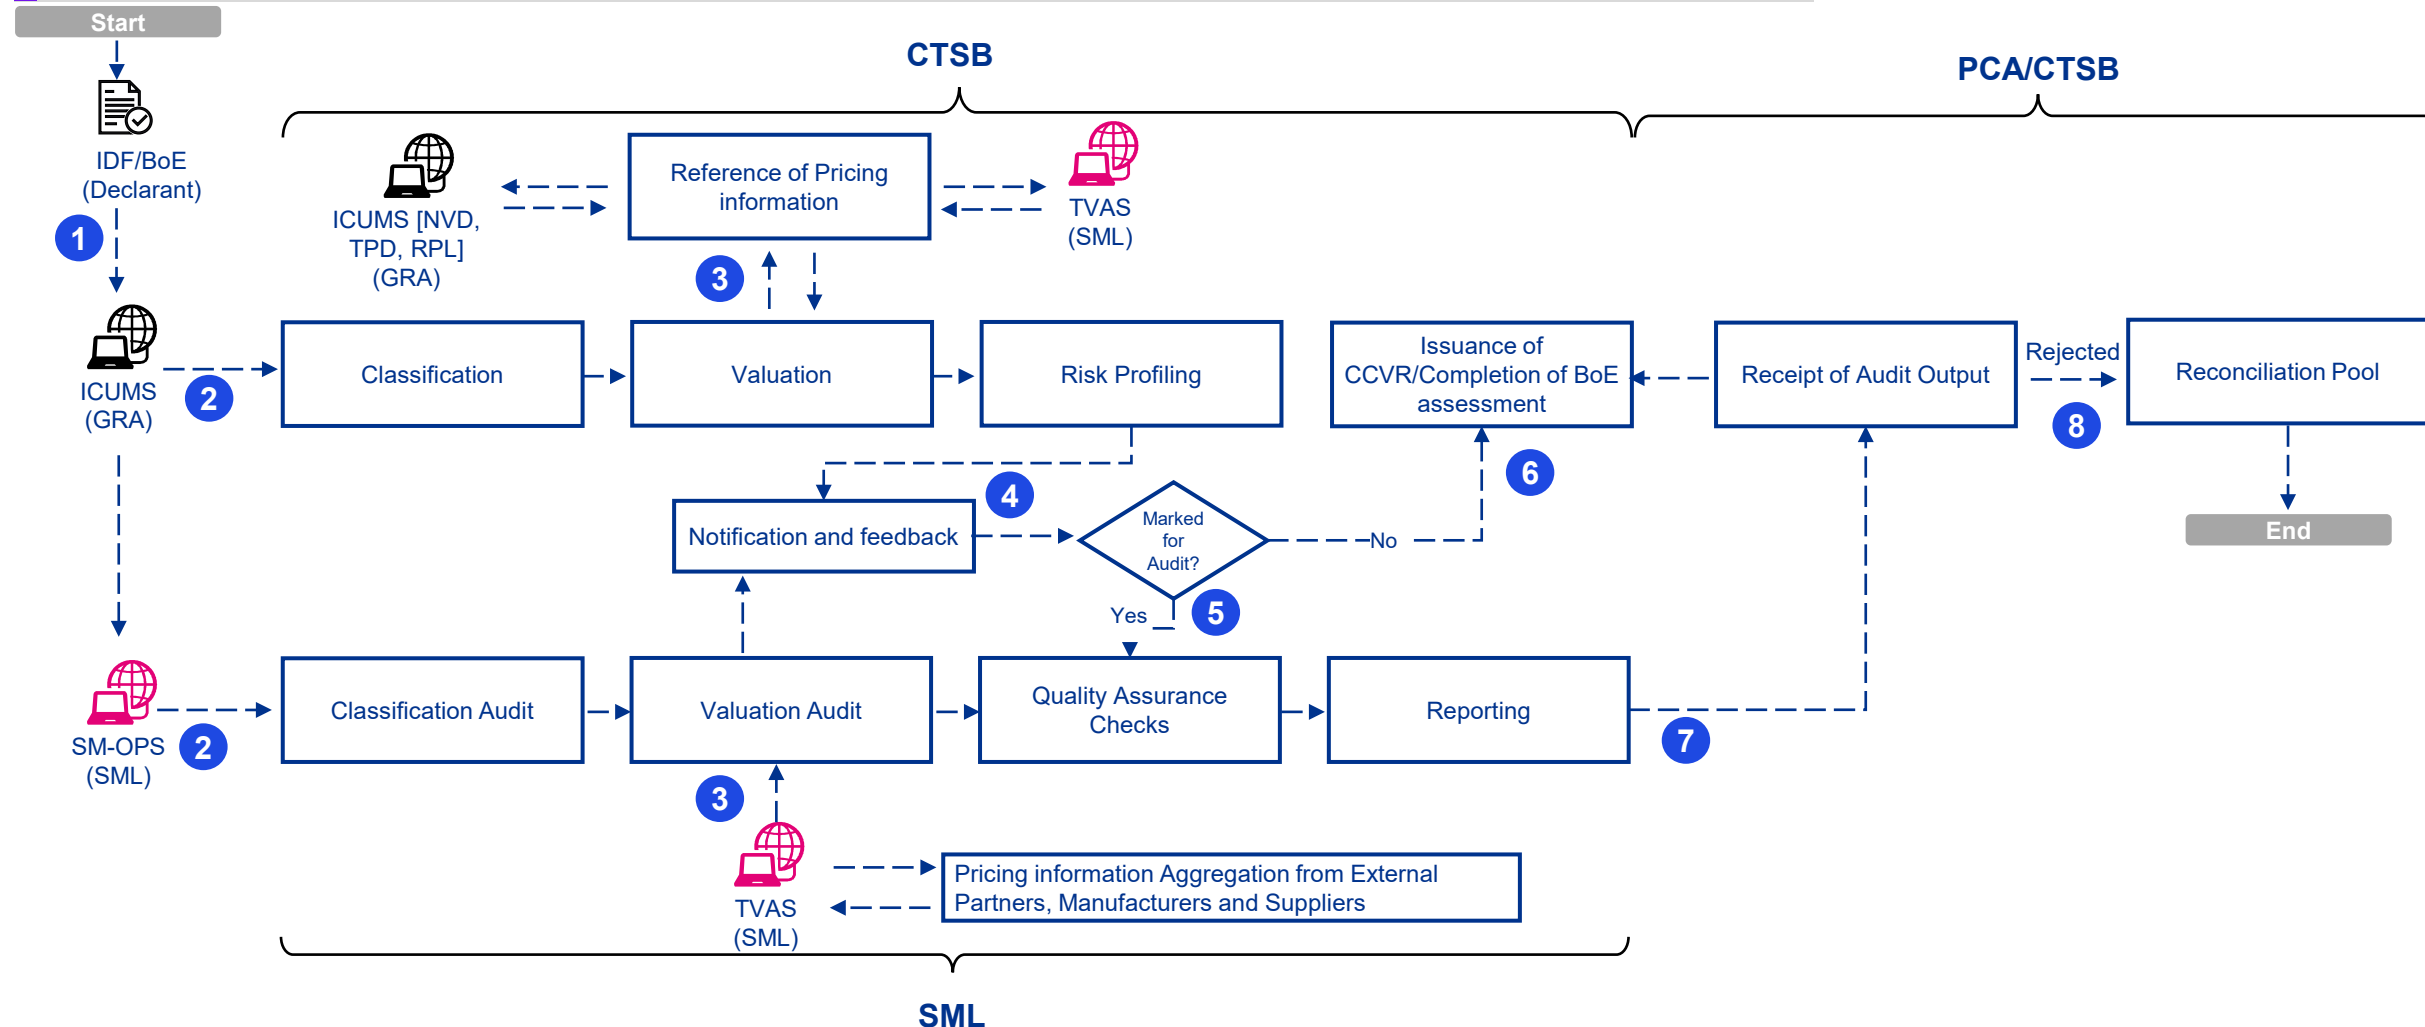 Start
CTSB
PCA/CTSB
IDF/BoE
(Declarant)
1
ICUMS [NVD,
TPD, RPL]
(GRA)
Reference of Pricing
information
TVAS
(SML)
3
ICUMS
(GRA)
2
Classification
Valuation
Risk Profiling
Issuance of
CCVR/Completion of BoE
assessment
Receipt of Audit Output
Rejected
8
Reconciliation Pool
4
6
Notification and feedback
Marked
for
Audit?
No
End
Yes
5
SM-OPS
(SML)
2
Classification Audit
Valuation Audit
Quality Assurance
Checks
Reporting
7
3
TVAS
(SML)
Pricing information Aggregation from External
Partners, Manufacturers and Suppliers
SML